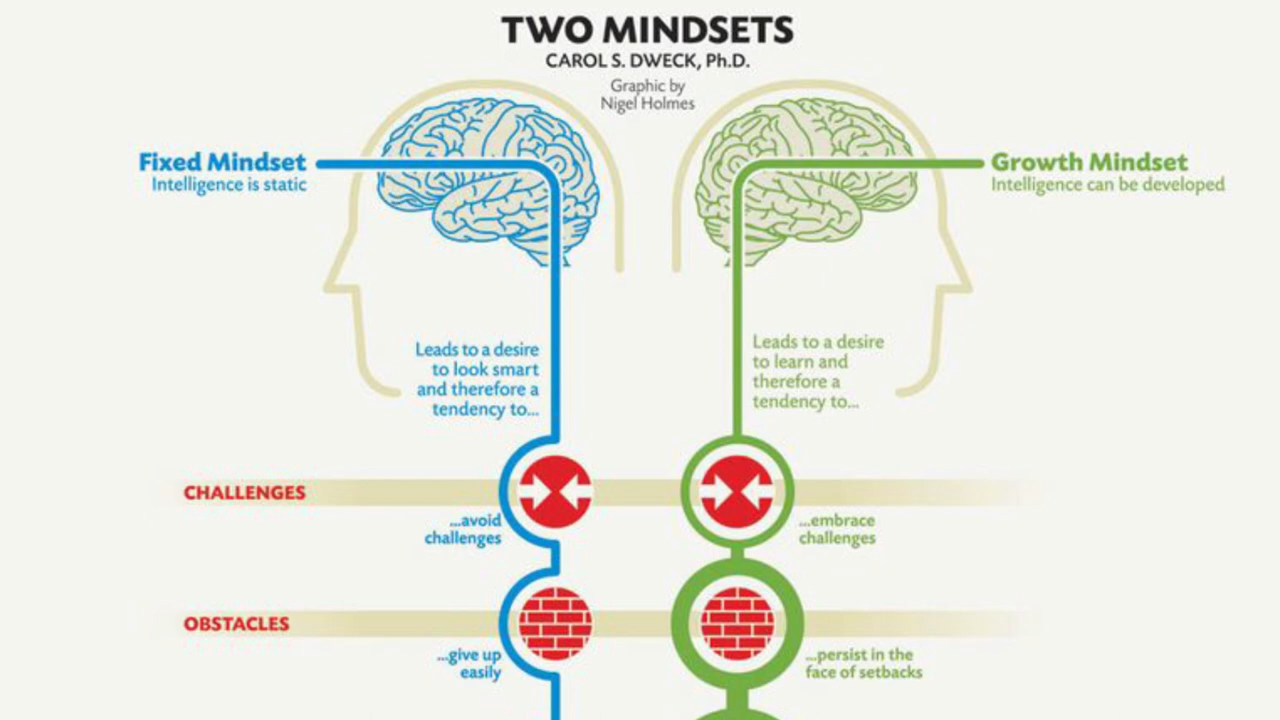 TWO MINDSETS
CAROL S. DWECK, Ph.D.
Graphic by
Nigel Holmes
Fixed Mindset
Intelligence is static
Growth Mindset
Intelligence can be developed
Leads to a desire
to look smart
and therefore a
tendency to...
Leads to a desire
to learn and
therefore a
tendency to...
CHALLENGES
...avoid
challenges
...embrace
challenges
OBSTACLES
...give up
easily
...persist in the
face of setbacks